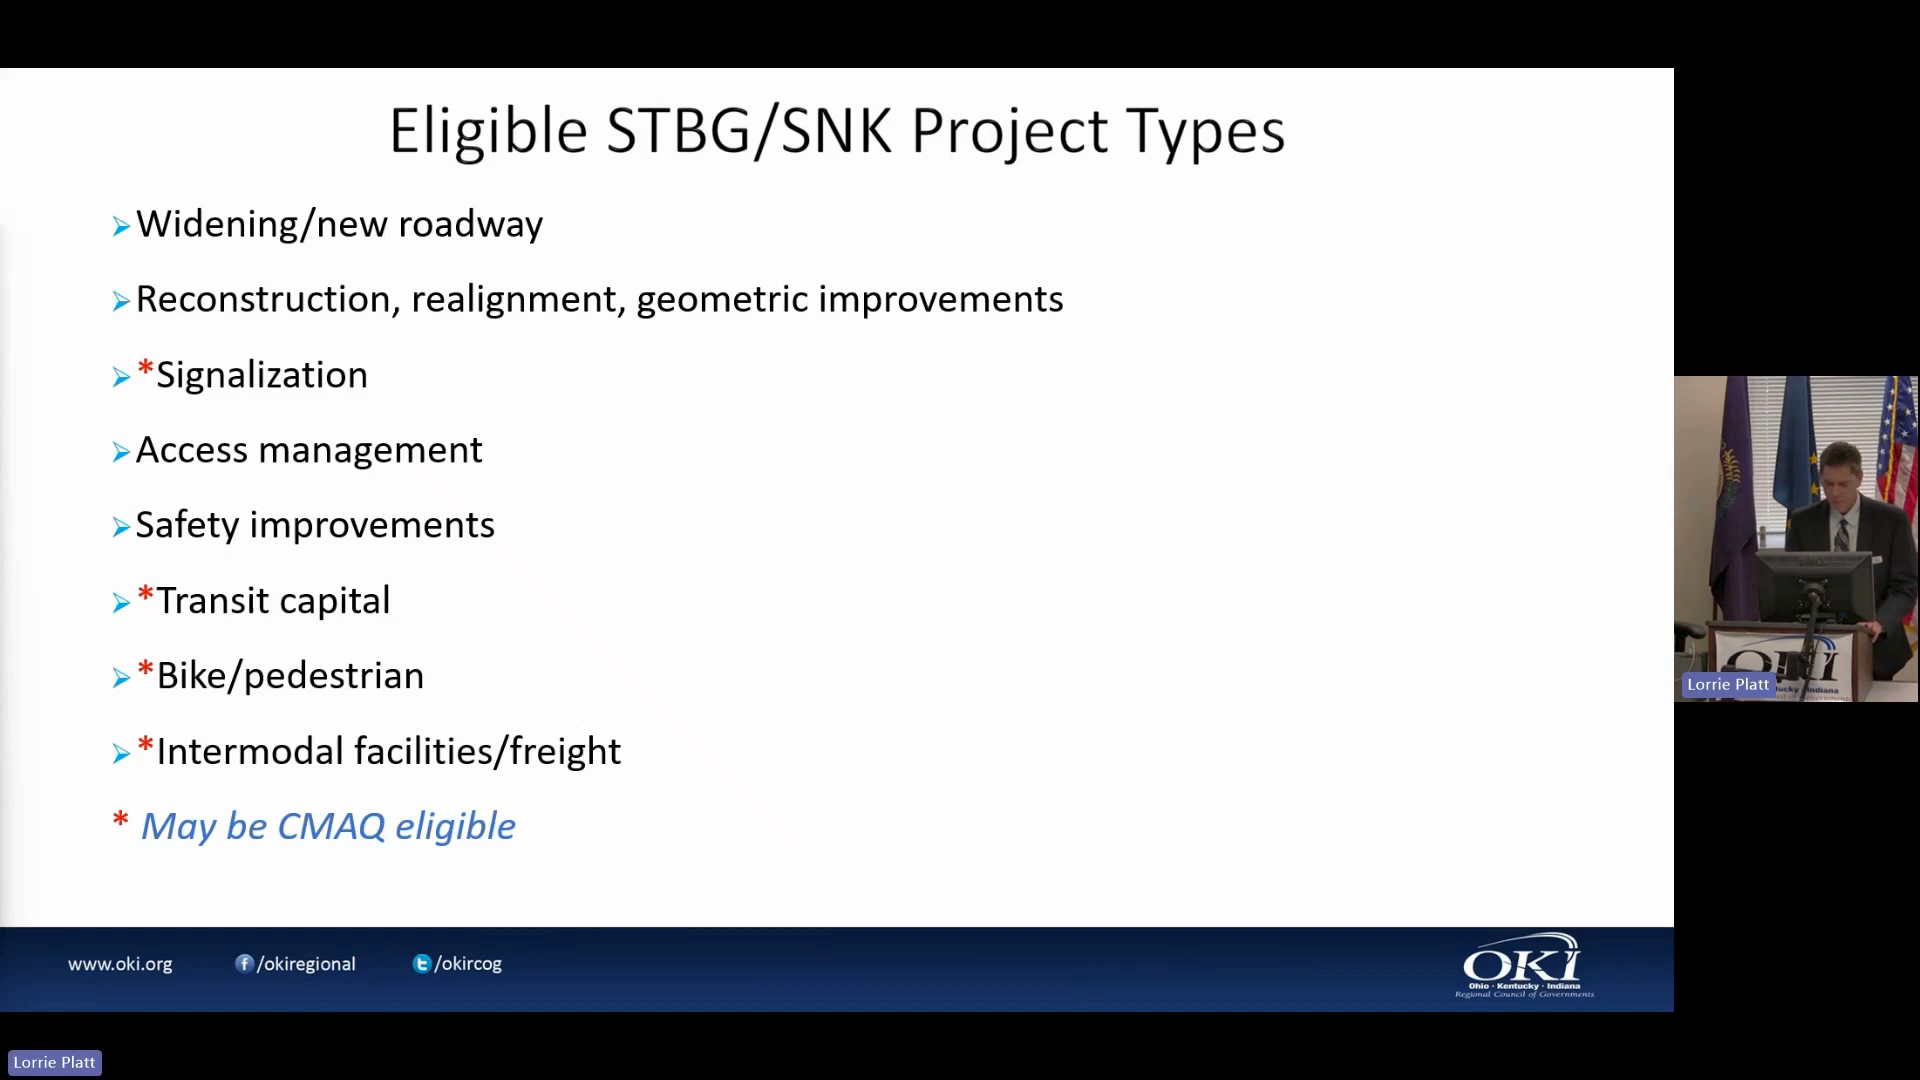 Eligible STBG/SNK Project Types
➢Widening/new roadway
➢Reconstruction, realignment, geometric improvements
➢*Signalization
➢Access management
➢Safety improvements
➢*Transit capital
➢*Bike/pedestrian
➢*Intermodal facilities/freight
* May be CMAQ eligible
www.oki.org /okiregional /okircog
OKI
Ohio · Kentucky · Indiana
Regional Council of Governments
OKI
Indiana
Lorrie Platt
Lorrie Platt